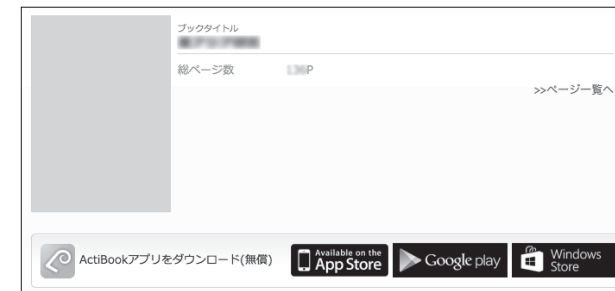 ブックタイトル
総ページ数 136P
>>ページ一覧へ
ActiBookアプリをダウンロード(無償)
Available on the
App Store
Google play
Windows
Store